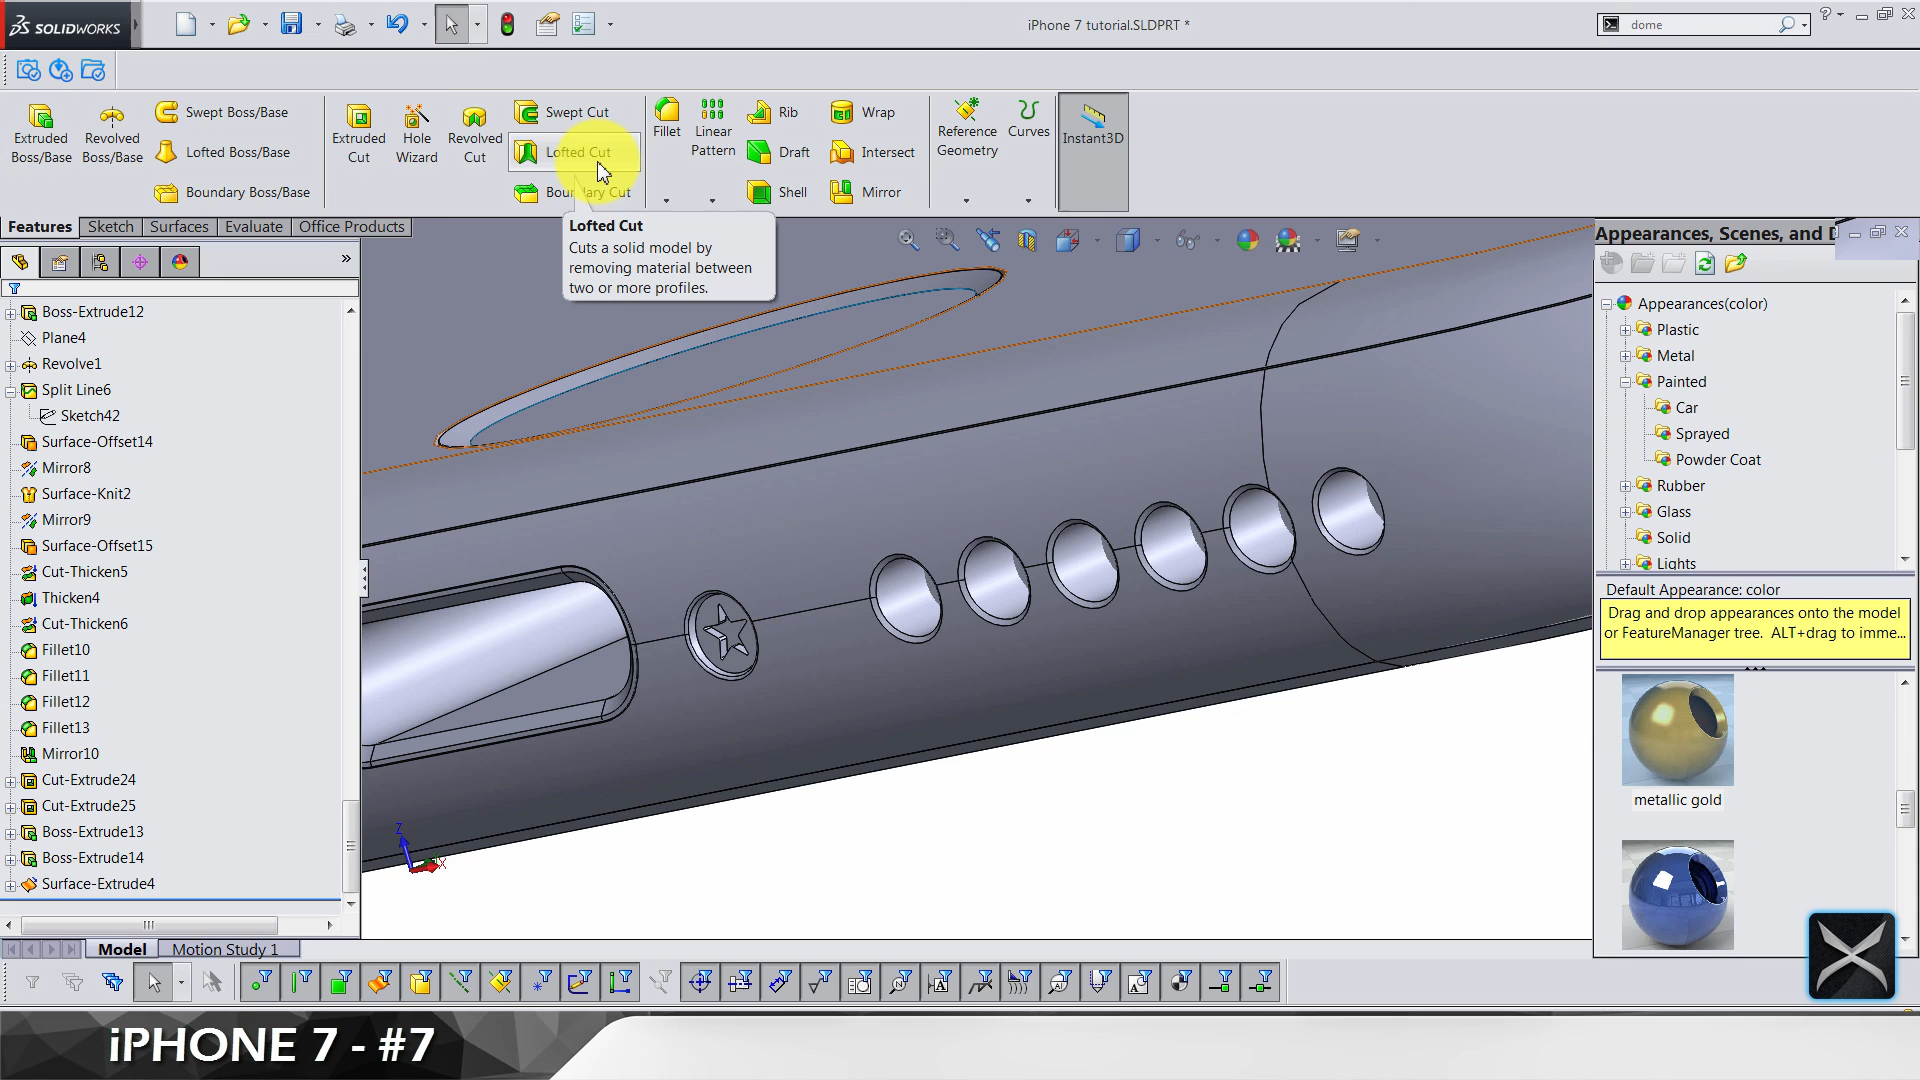 SOLIDWORKS
iPhone 7 tutorial.SLDPRT *
dome
Extruded Boss/Base
Revolved Boss/Base
Swept Boss/Base
Lofted Boss/Base
Boundary Boss/Base
Extruded Cut
Hole Wizard
Revolved Cut
Swept Cut
Lofted Cut
Boundary Cut
Fillet
Linear Pattern
Rib
Draft
Shell
Wrap
Intersect
Mirror
Reference Geometry
Curves
Instant3D
Features
Sketch
Surfaces
Evaluate
Office Products
Lofted Cut
Cuts a solid model by
removing material between
two or more profiles.
Boss-Extrude12
Plane4
Revolve1
Split Line6
Sketch42
Surface-Offset14
Mirror8
Surface-Knit2
Mirror9
Surface-Offset15
Cut-Thicken5
Thicken4
Cut-Thicken6
Fillet10
Fillet11
Fillet12
Fillet13
Mirror10
Cut-Extrude24
Cut-Extrude25
Boss-Extrude13
Boss-Extrude14
Surface-Extrude4
Z
X
Appearances, Scenes, and D
Appearances(color)
Plastic
Metal
Painted
Car
Sprayed
Powder Coat
Rubber
Glass
Solid
Lights
Default Appearance: color
Drag and drop appearances onto the model
or FeatureManager tree. ALT+drag to imme...
metallic gold
Model
Motion Study 1
iPHONE 7 - #7